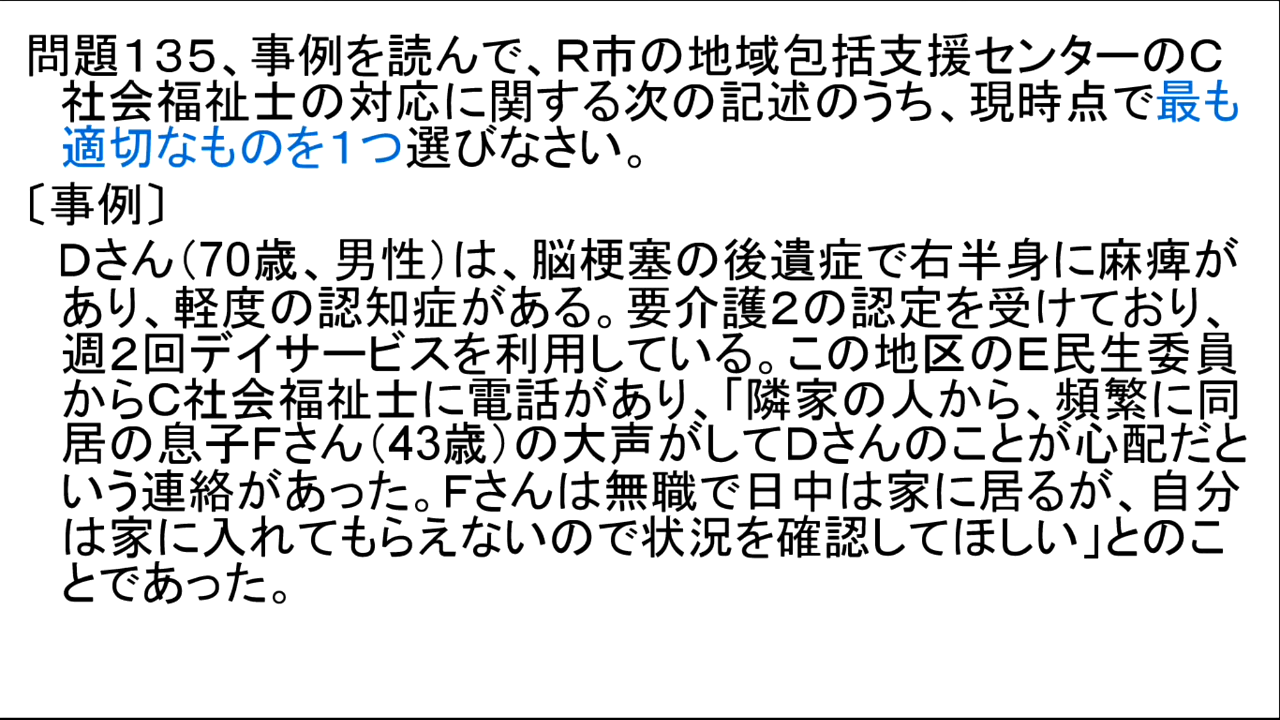 問題１３５、事例を読んで、Ｒ市の地域包括支援センターのＣ
社会福祉士の対応に関する次の記述のうち、現時点で最も
適切なものを１つ選びなさい。
〔事例〕
Ｄさん（70歳、男性）は、脳梗塞の後遺症で右半身に麻痺が
あり、軽度の認知症がある。要介護２の認定を受けており、
週２回デイサービスを利用している。この地区のＥ民生委員
からＣ社会福祉士に電話があり、「隣家の人から、頻繁に同
居の息子Ｆさん（43歳）の大声がしてＤさんのことが心配だと
いう連絡があった。Ｆさんは無職で日中は家に居るが、自分
は家に入れてもらえないので状況を確認してほしい」とのこ
とであった。